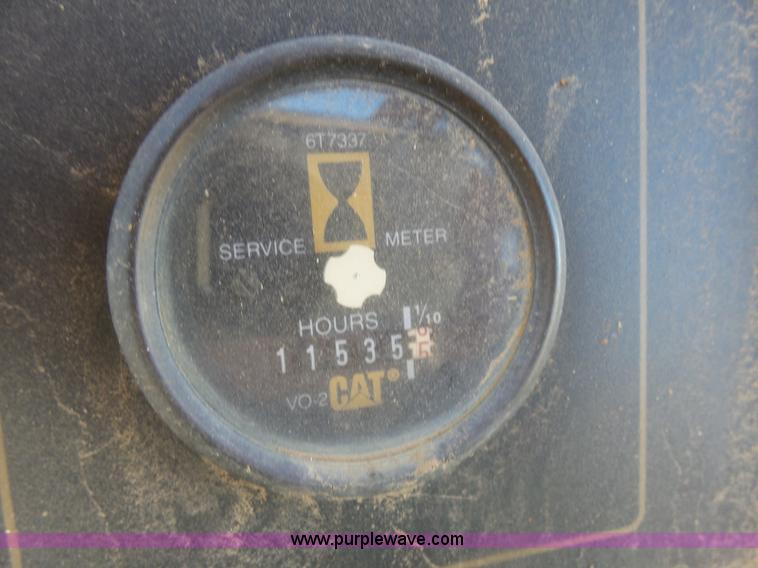 6T7337
SERVICE METER
HOURS 1/10
11535
VO-2 CAT®
www.purplewave.com